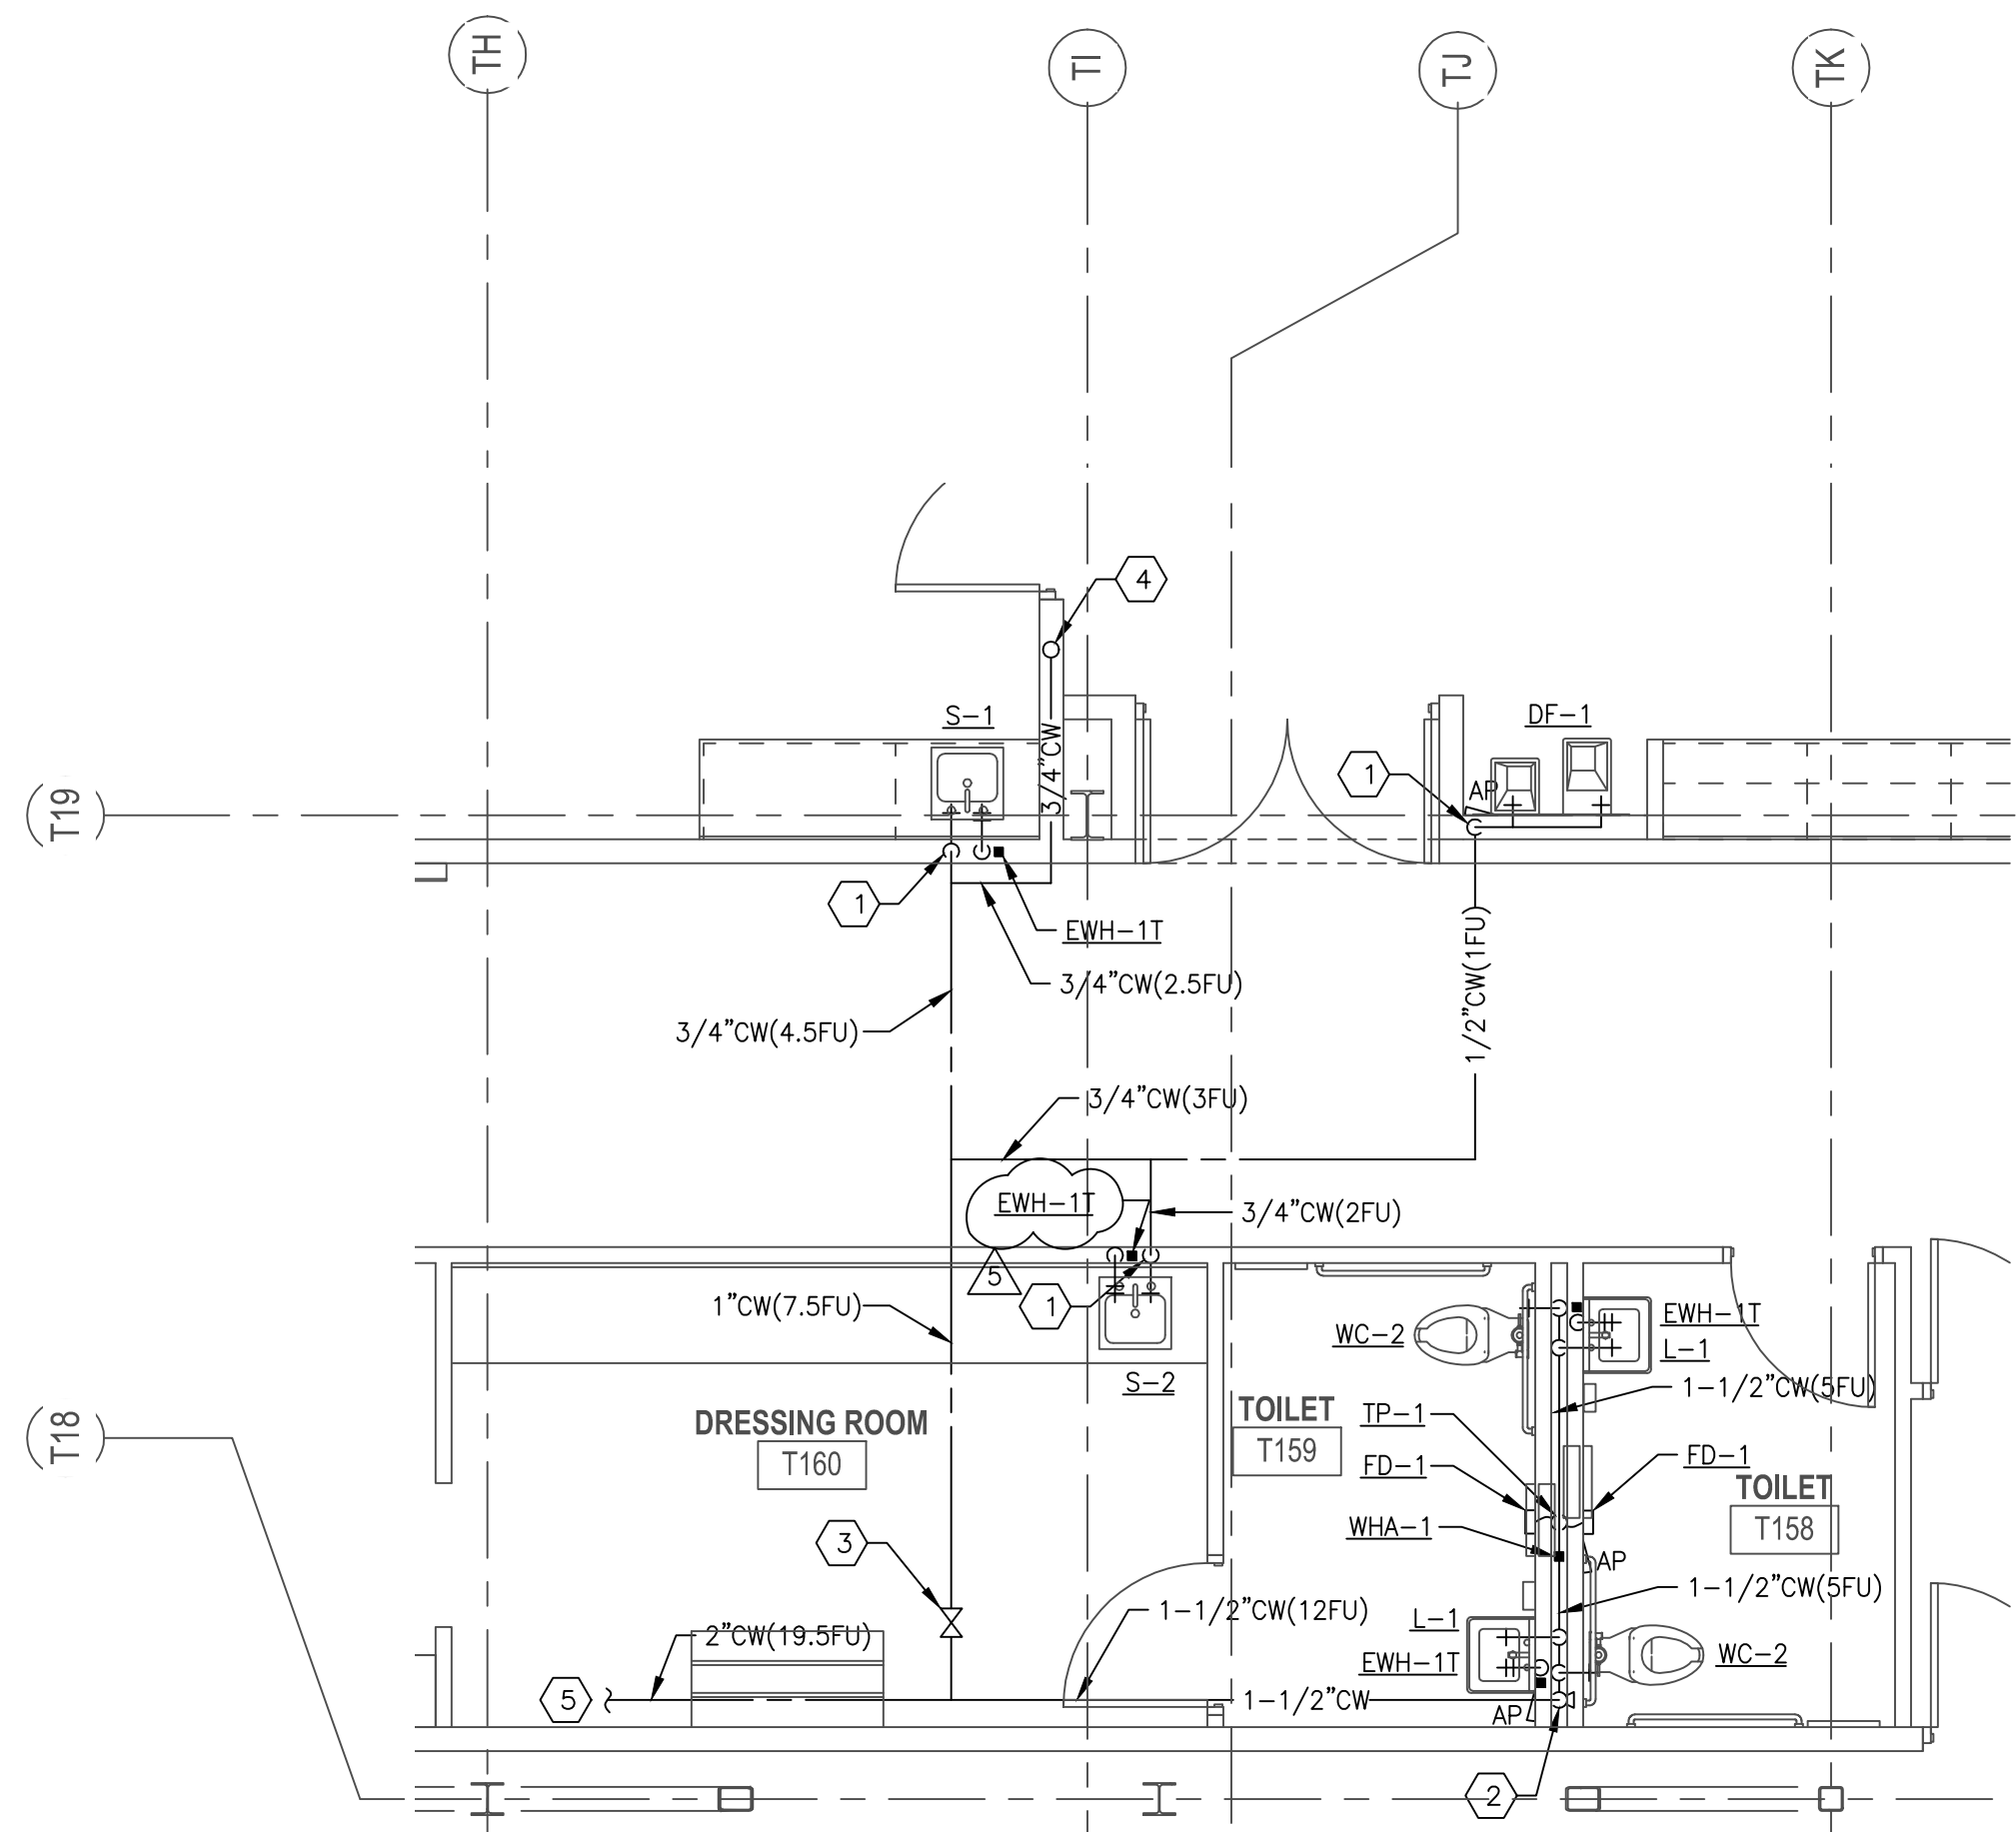 TH
TI
TJ
TK
4
S-1
DF-1
3/4"CW
1
AP
T19
1
EWH-1T
3/4"CW(2.5FU)
1/2"CW(1FU)
3/4"CW(4.5FU)
3/4"CW(3FU)
EWH-1T
3/4"CW(2FU)
5
1
1"CW(7.5FU)
WC-2
EWH-1T
L-1
S-2
1-1/2"CW(5FU)
DRESSING ROOM
T160
TOILET
T159
TP-1
T18
FD-1
FD-1
TOILET
T158
WHA-1
3
AP
1-1/2"CW(5FU)
1-1/2"CW(12FU)
L-1
2"CW(19.5FU)
EWH-1T
WC-2
5
1-1/2"CW
AP
2